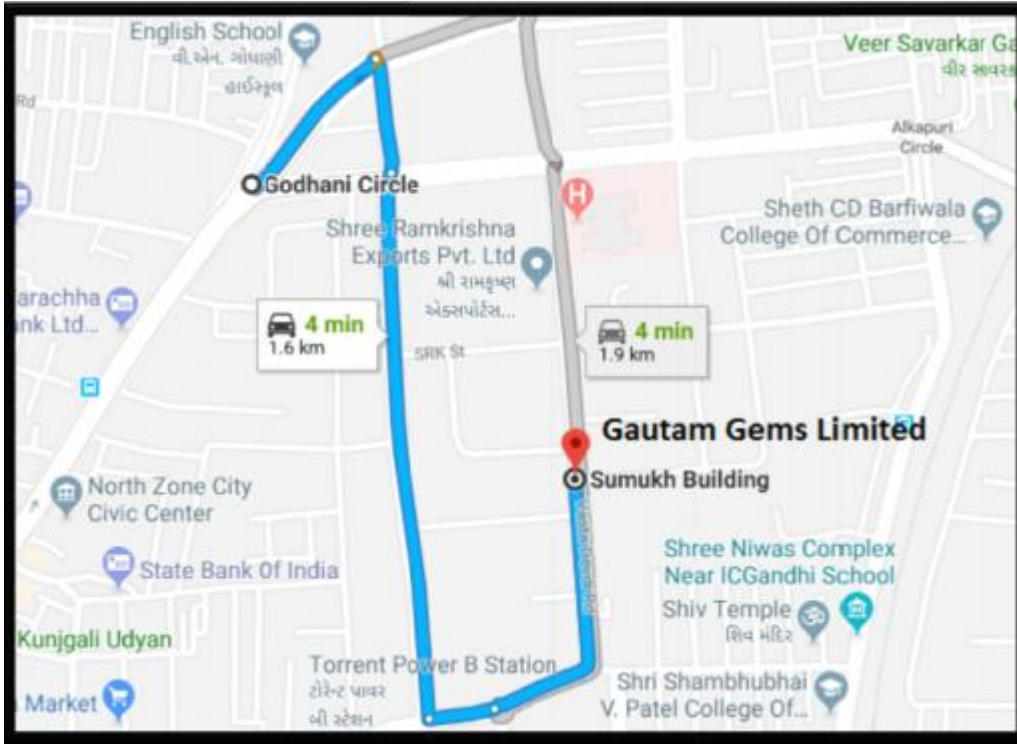 English School
વી.એન. ગોધાણી
હાઈસ્કૂલ
Veer Savarkar Ga
વીર સાવરક
Rd
Alkapuri
Circle
Godhani Circle
Shree Ramkrishna
Exports Pvt. Ltd
શ્રી રામકૃષ્ણ
એક્સપોર્ટસ...
Sheth CD Barfiwala
College Of Commerce...
arachha
ank Ltd...
4 min
1.6 km
SRK St
4 min
1.9 km
Gautam Gems Limited
Sumukh Building
North Zone City
Civic Center
State Bank Of India
Shree Niwas Complex
Near ICGandhi School
Shiv Temple
શિવ મંદિર
Kunjgali Udyan
Torrent Power B Station
ટોરેન્ટ પાવર
બી સ્ટેશન
Market
Shri Shambhubhai
V. Patel College Of...
H